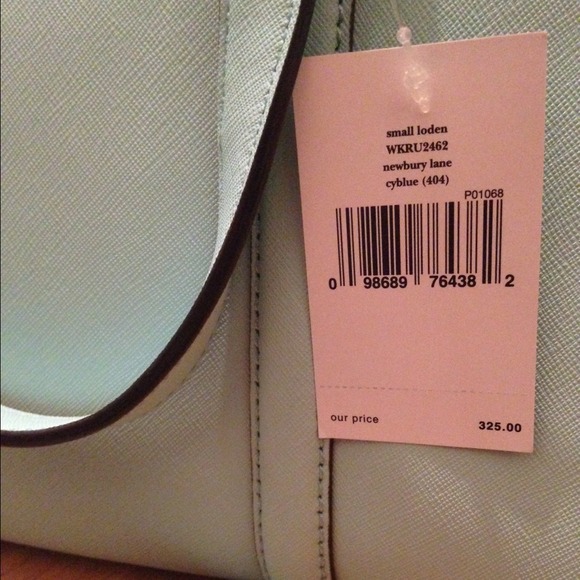 small loden
WKRU2462
newbury lane
cyblue (404)
P01068
0 98689 76438 2
our price 325.00